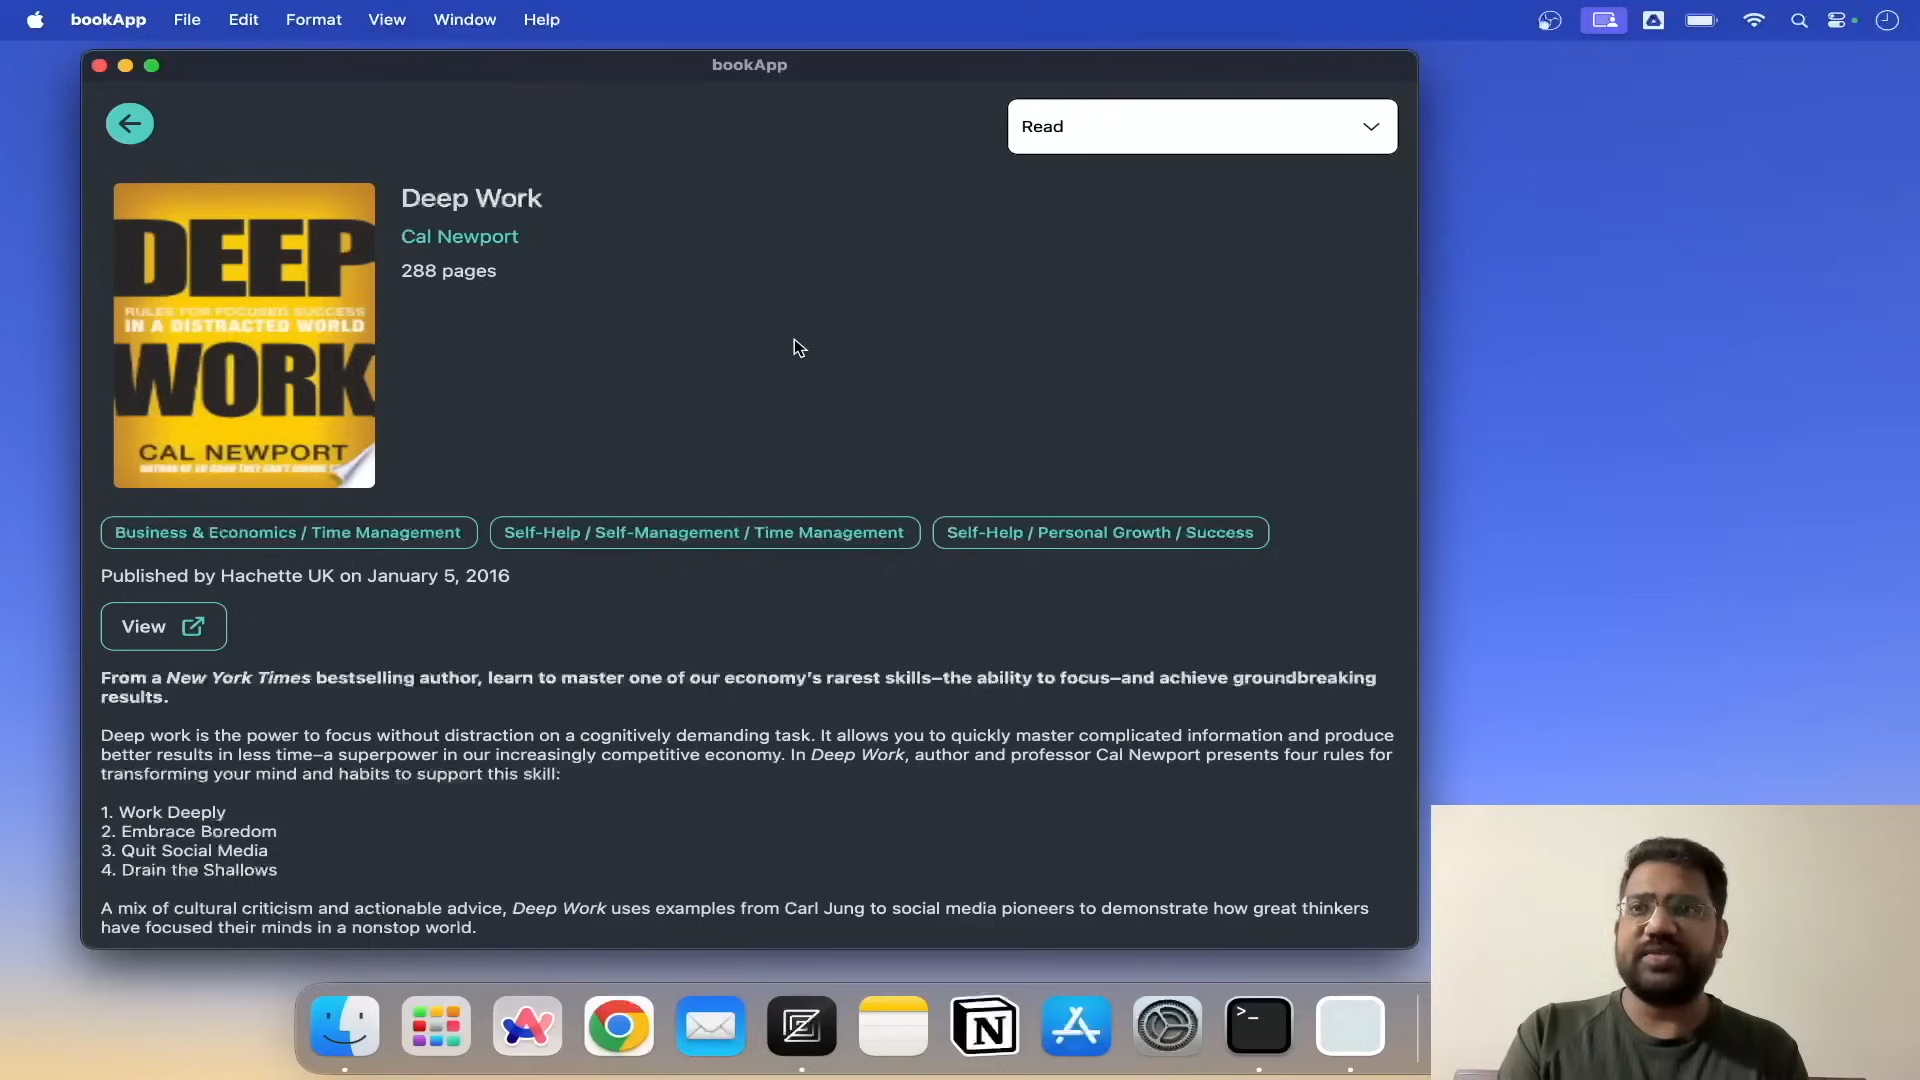 bookApp File Edit Format View Window Help
bookApp
Read
DEEP
RULES FOR FOCUSED SUCCESS
IN A DISTRACTED WORLD
WORK
CAL NEWPORT
Deep Work
Cal Newport
288 pages
Business & Economics / Time Management
Self-Help / Self-Management / Time Management
Self-Help / Personal Growth / Success
Published by Hachette UK on January 5, 2016
View
From a New York Times bestselling author, learn to master one of our economy's rarest skills—the ability to focus—and achieve groundbreaking
results.
Deep work is the power to focus without distraction on a cognitively demanding task. It allows you to quickly master complicated information and produce
better results in less time—a superpower in our increasingly competitive economy. In Deep Work, author and professor Cal Newport presents four rules for
transforming your mind and habits to support this skill:
1. Work Deeply
2. Embrace Boredom
3. Quit Social Media
4. Drain the Shallows
A mix of cultural criticism and actionable advice, Deep Work uses examples from Carl Jung to social media pioneers to demonstrate how great thinkers
have focused their minds in a nonstop world.